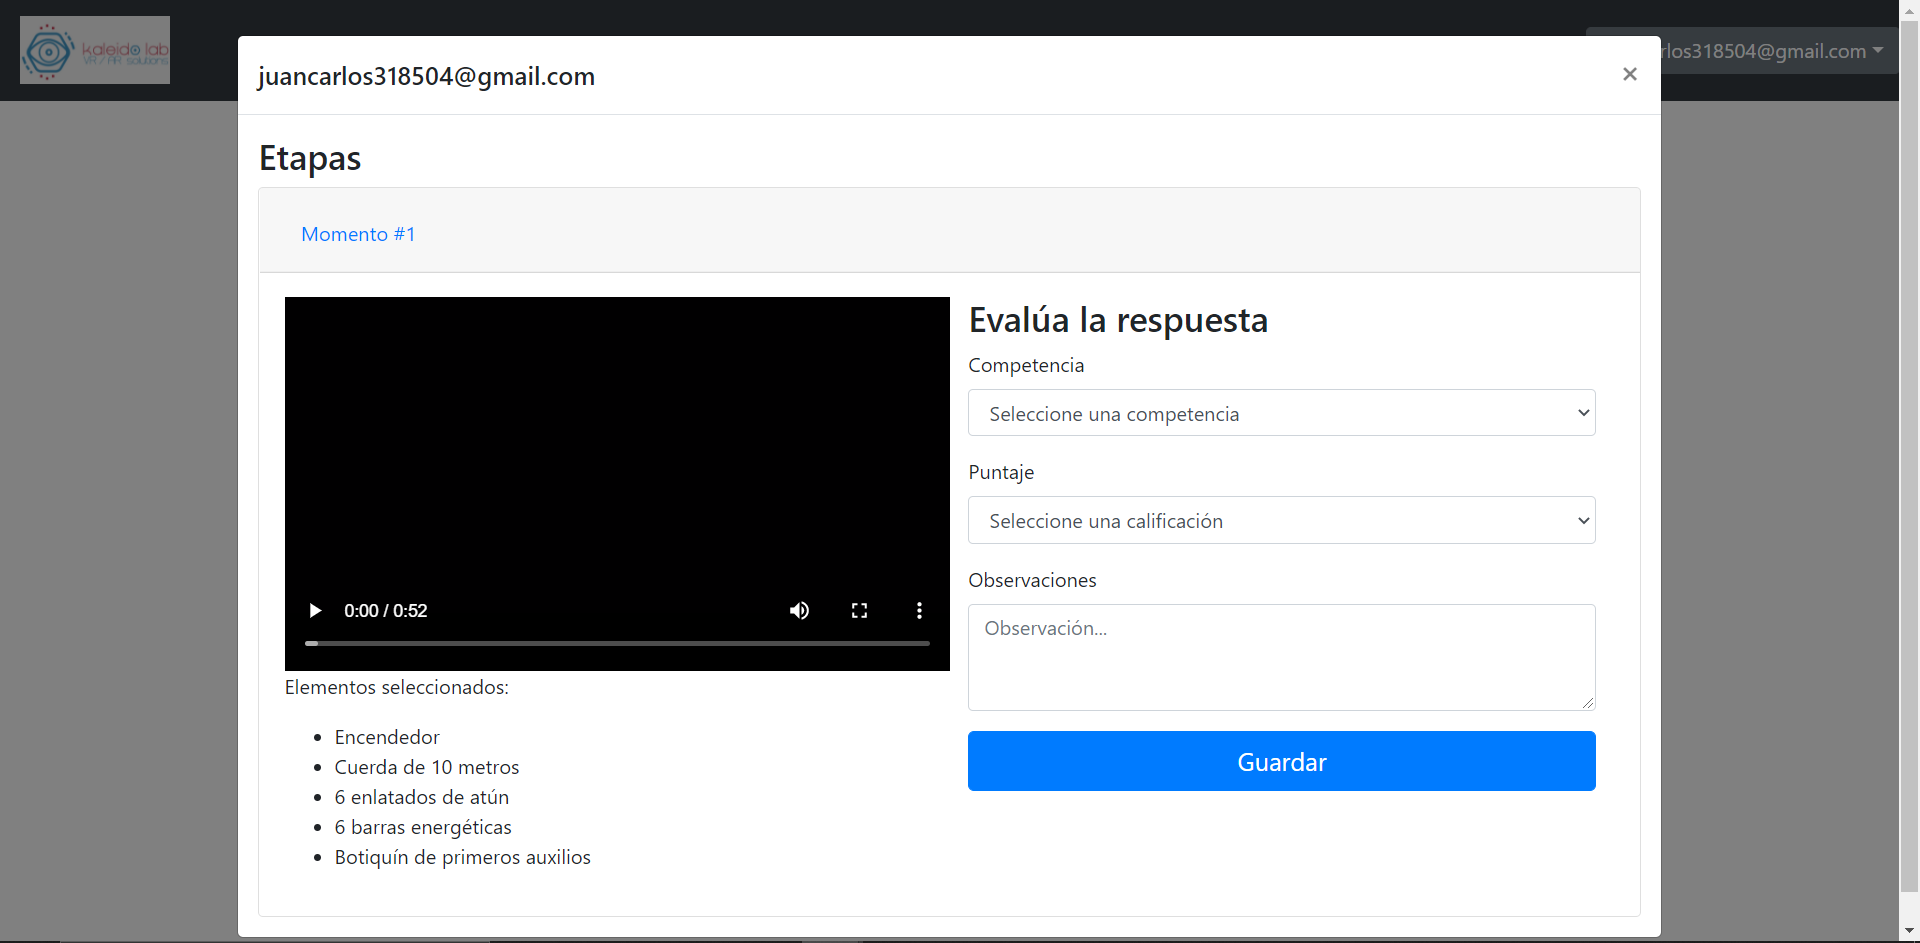 kaleido lab
VR / AR solutions
rlos318504@gmail.com
juancarlos318504@gmail.com
×
Etapas
Momento #1
0:00 / 0:52
Elementos seleccionados:
Encendedor
Cuerda de 10 metros
6 enlatados de atún
6 barras energéticas
Botiquín de primeros auxilios
Evalúa la respuesta
Competencia
Seleccione una competencia
Puntaje
Seleccione una calificación
Observaciones
Observación...
Guardar